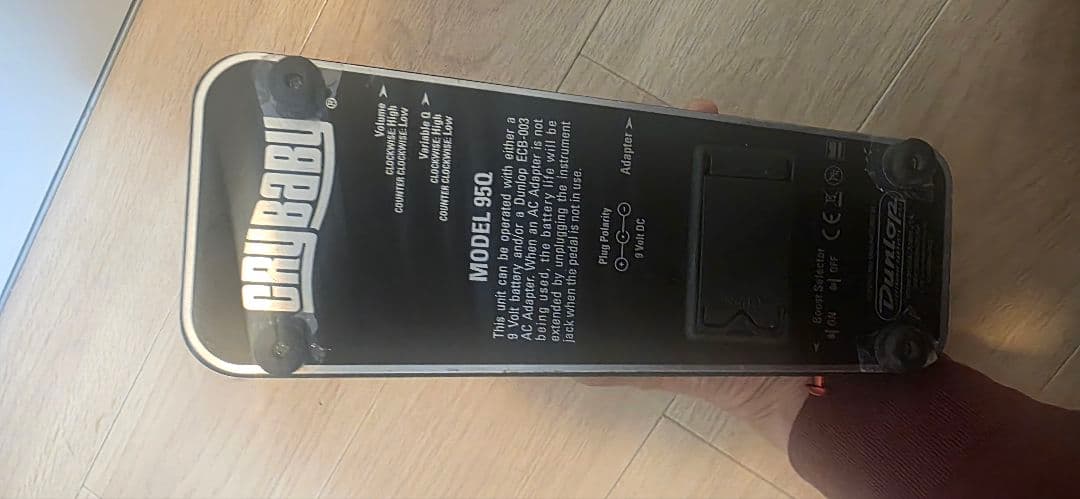 CRYBABY®
Volume >
CLOCKWISE: High
COUNTER CLOCKWISE: Low
Variable Q >
CLOCKWISE: High
COUNTER CLOCKWISE: Low
MODEL 95Q
This unit can be operated with either a
9 Volt battery and/or a Dunlop ECB-003
AC Adapter. When an AC Adapter is not
being used, the battery life will be
extended by unplugging the instrument
jack when the pedal is not in use.
Plug Polarity
+ C -
9 Volt DC
Adapter >
< Boost Selector
ON OFF
CE
Dunlop